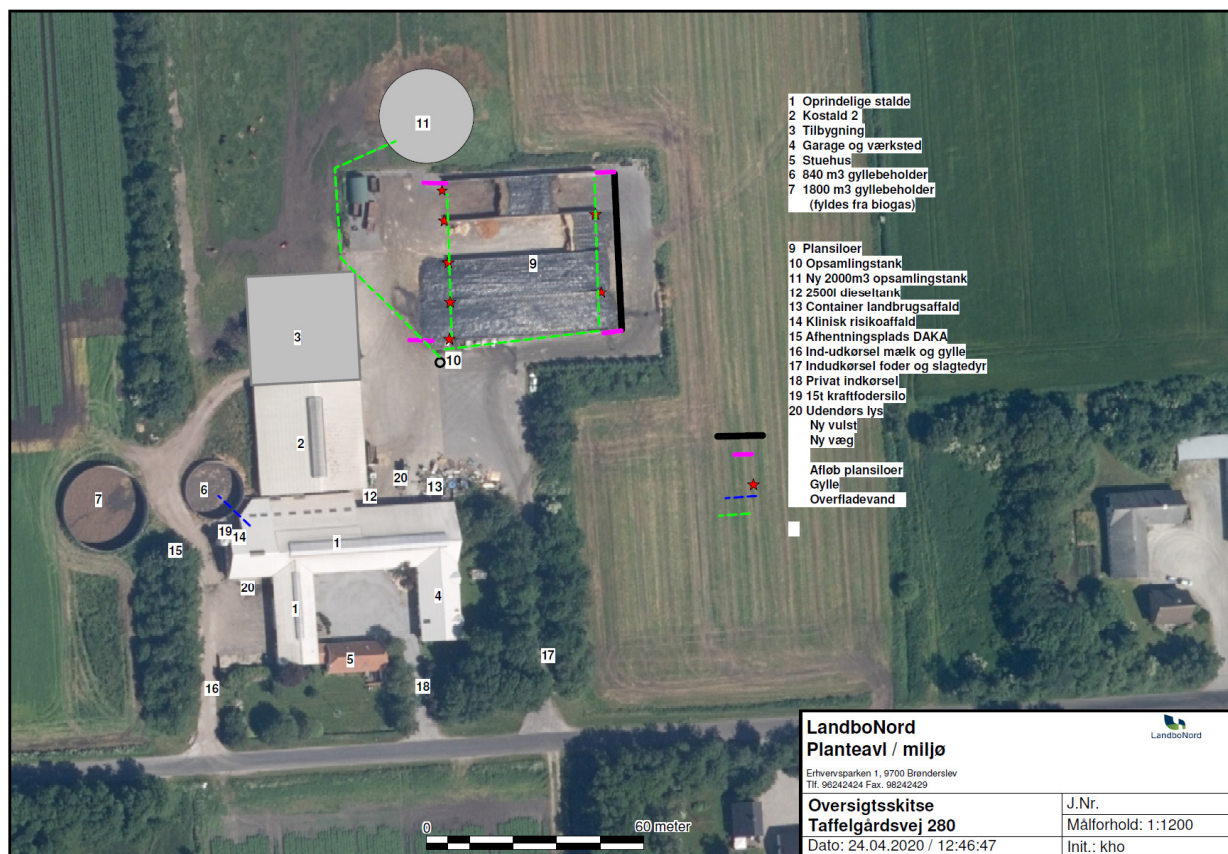 11
9
3
10
2
20
13
12
7
6
19
14
15
1
20
1
4
5
17
16
18
1 Oprindelige stalde
2 Kostald 2
3 Tilbygning
4 Garage og værksted
5 Stuehus
6 840 m3 gyllebeholder
7 1800 m3 gyllebeholder
(fyldes fra biogas)
9 Plansiloer
10 Opsamlingstank
11 Ny 2000m3 opsamlingstank
12 2500l dieseltank
13 Container landbrugsaffald
14 Klinisk risikoaffald
15 Afhentningsplads DAKA
16 Ind-udkørsel mælk og gylle
17 Indudkørsel foder og slagtedyr
18 Privat indkørsel
19 15t kraftfodersilo
20 Udendørs lys
Ny vulst
Ny væg
Afløb plansiloer
Gylle
Overfladevand
0 60 meter
LandboNord
Planteavl / miljø
LandboNord
Erhvervsparken 1, 9700 Brønderslev
Tlf. 96242424 Fax. 98242429
Oversigtsskitse
Taffelgårdsvej 280
Dato: 24.04.2020 / 12:46:47
J.Nr.
Målforhold: 1:1200
Init.: kho